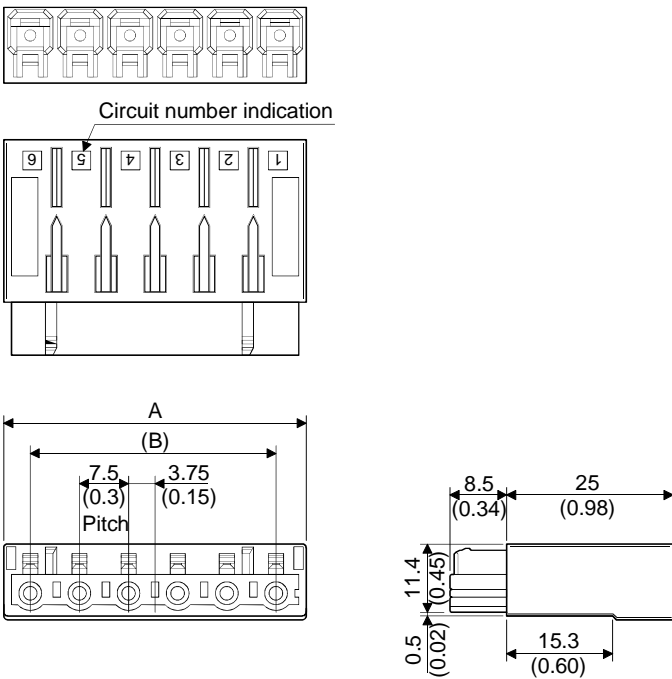 Circuit number indication
6 5 4 3 2 1
A
(B)
7.5
(0.3)
Pitch
3.75
(0.15)
8.5
(0.34)
25
(0.98)
11.4
(0.45)
0.5
(0.02)
15.3
(0.60)